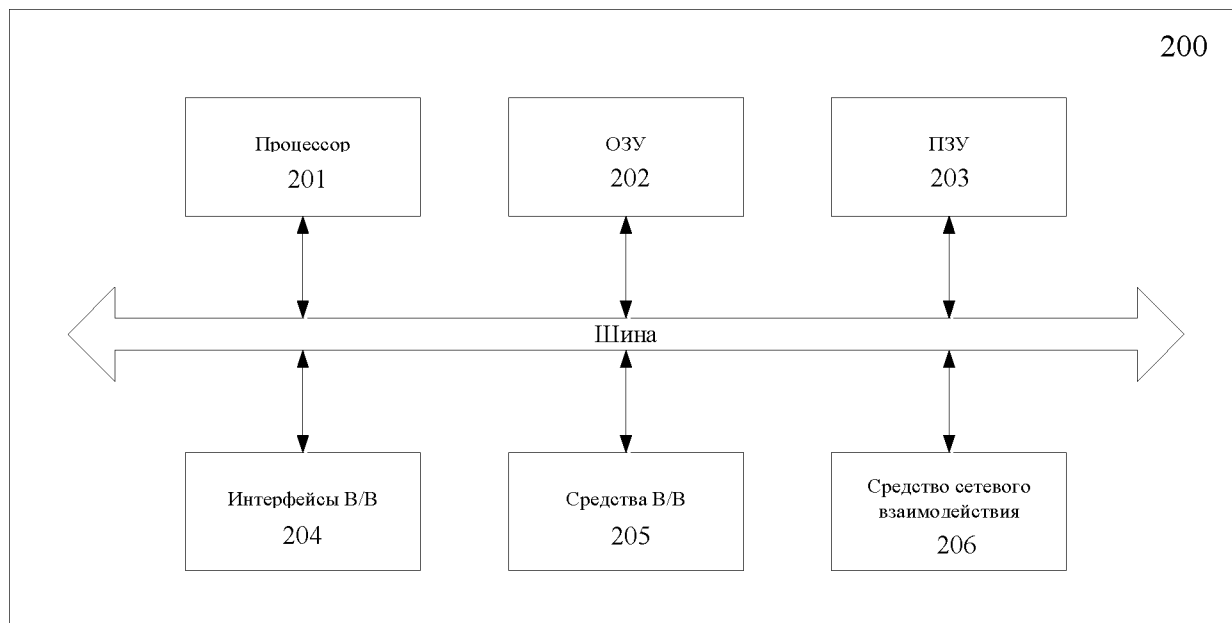 200
Процессор
201
ОЗУ
202
ПЗУ
203
Шина
Интерфейсы В/В
204
Средства В/В
205
Средство сетевого
взаимодействия
206